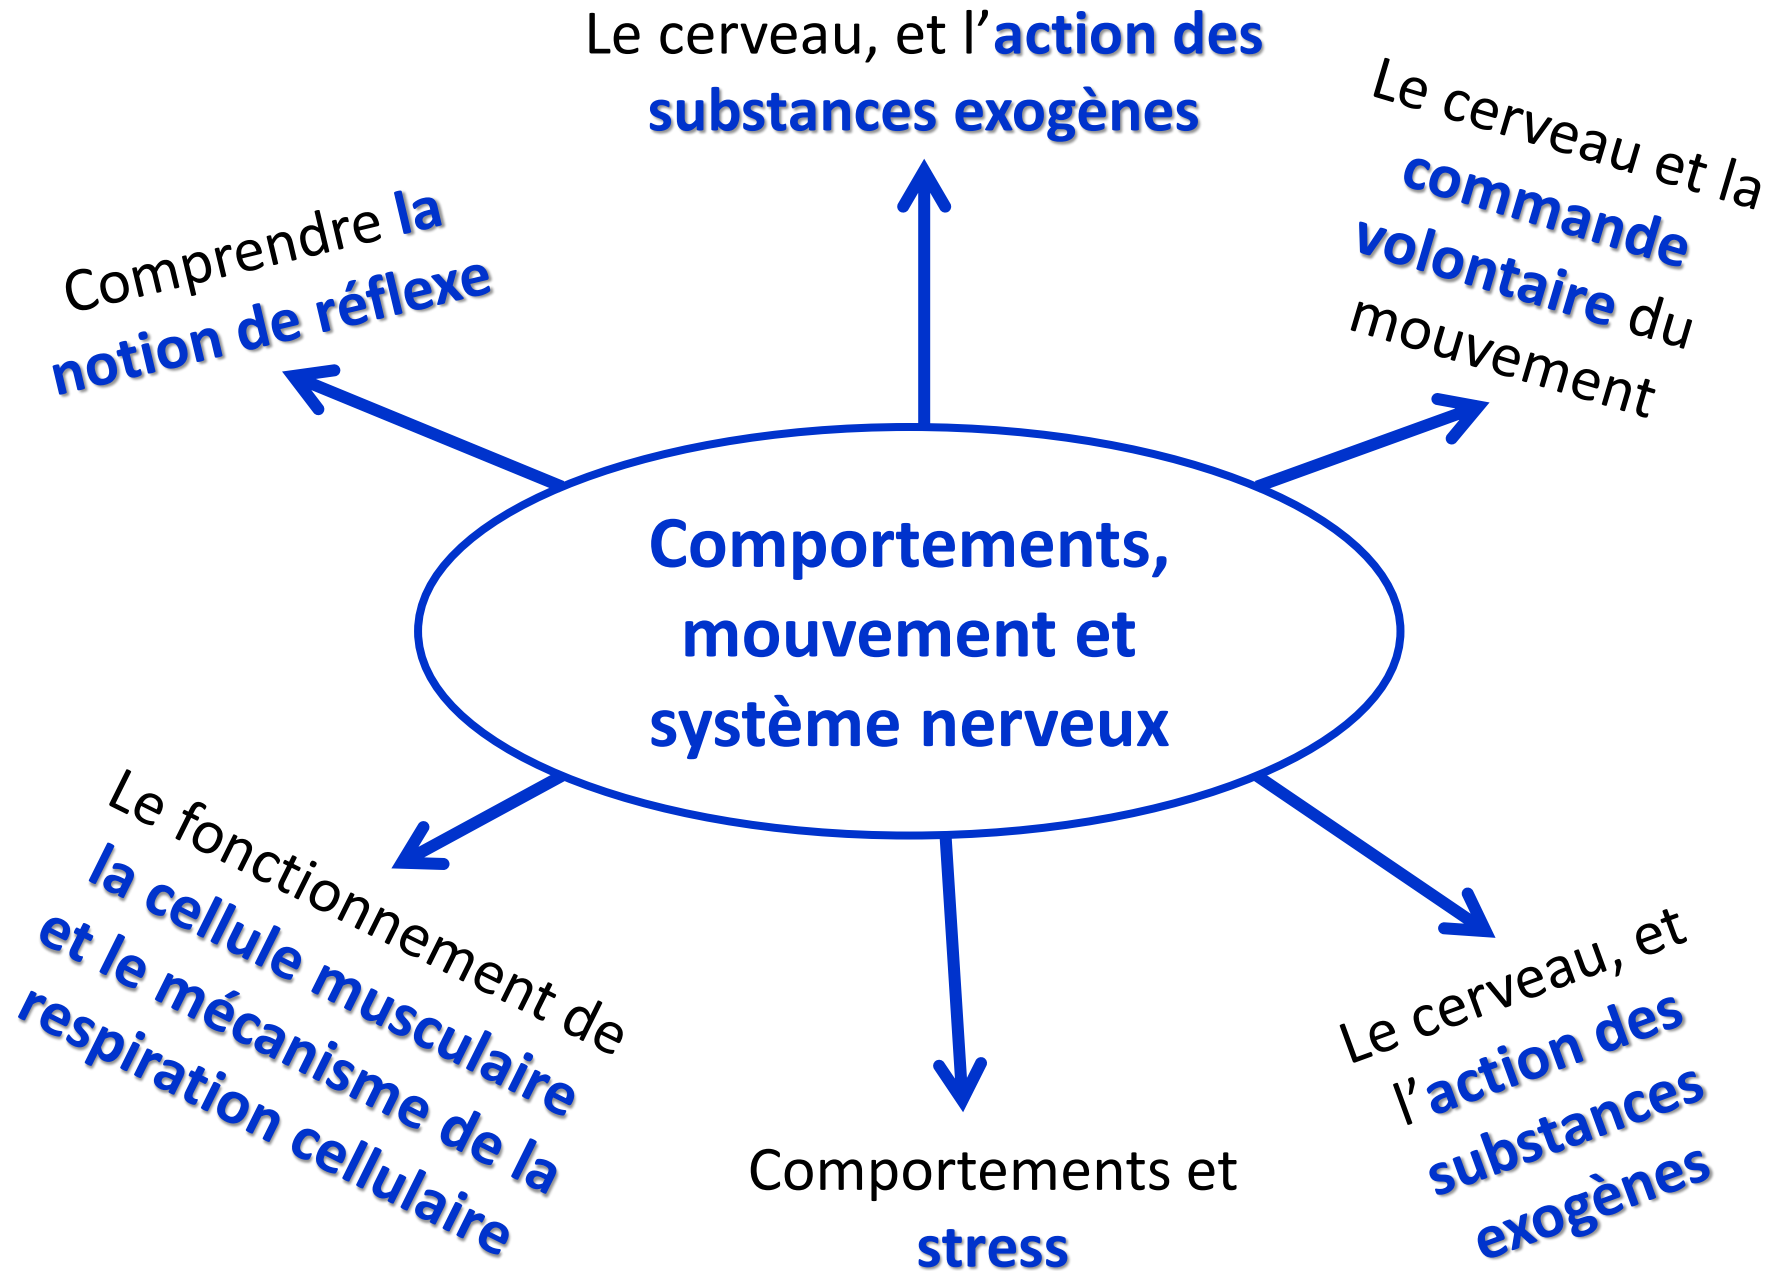 Le cerveau, et l’action des
substances exogènes
Le cerveau et la
commande
volontaire du
mouvement
Comprendre la
notion de réflexe
Comportements,
mouvement et
système nerveux
Le fonctionnement de
la cellule musculaire
et le mécanisme de la
respiration cellulaire
Comportements et
stress
Le cerveau, et
l’action des
substances
exogènes